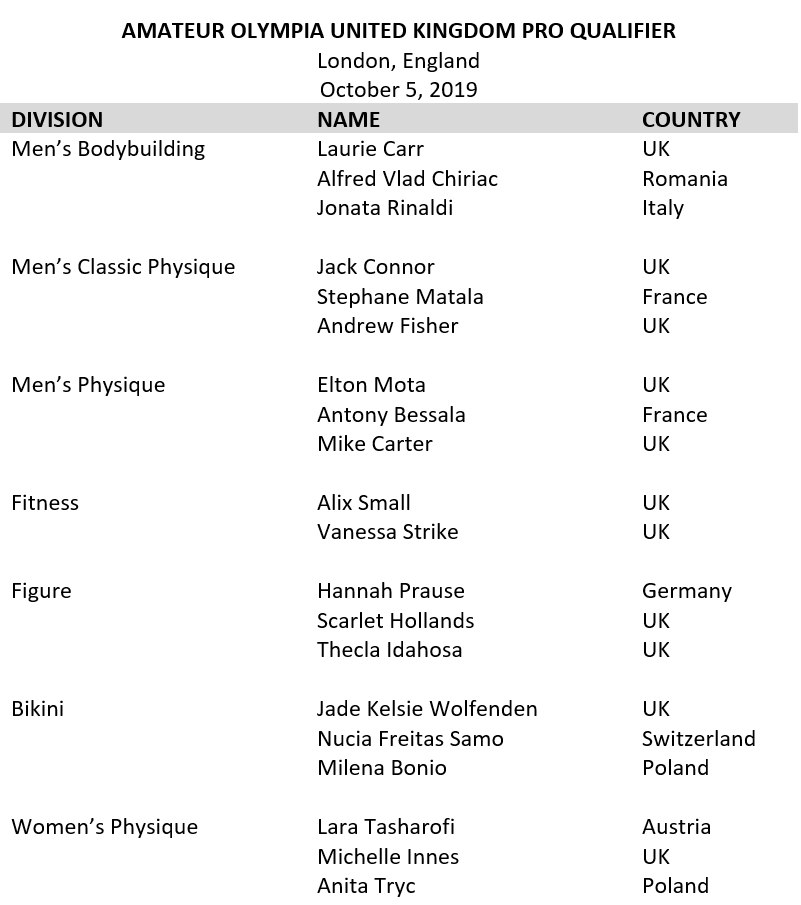 AMATEUR OLYMPIA UNITED KINGDOM PRO QUALIFIER
London, England
October 5, 2019
DIVISION NAME COUNTRY
Men’s Bodybuilding Laurie Carr UK
Alfred Vlad Chiriac Romania
Jonata Rinaldi Italy
Men’s Classic Physique Jack Connor UK
Stephane Matala France
Andrew Fisher UK
Men’s Physique Elton Mota UK
Antony Bessala France
Mike Carter UK
Fitness Alix Small UK
Vanessa Strike UK
Figure Hannah Prause Germany
Scarlet Hollands UK
Thecla Idahosa UK
Bikini Jade Kelsie Wolfenden UK
Nucia Freitas Samo Switzerland
Milena Bonio Poland
Women’s Physique Lara Tasharofi Austria
Michelle Innes UK
Anita Tryc Poland